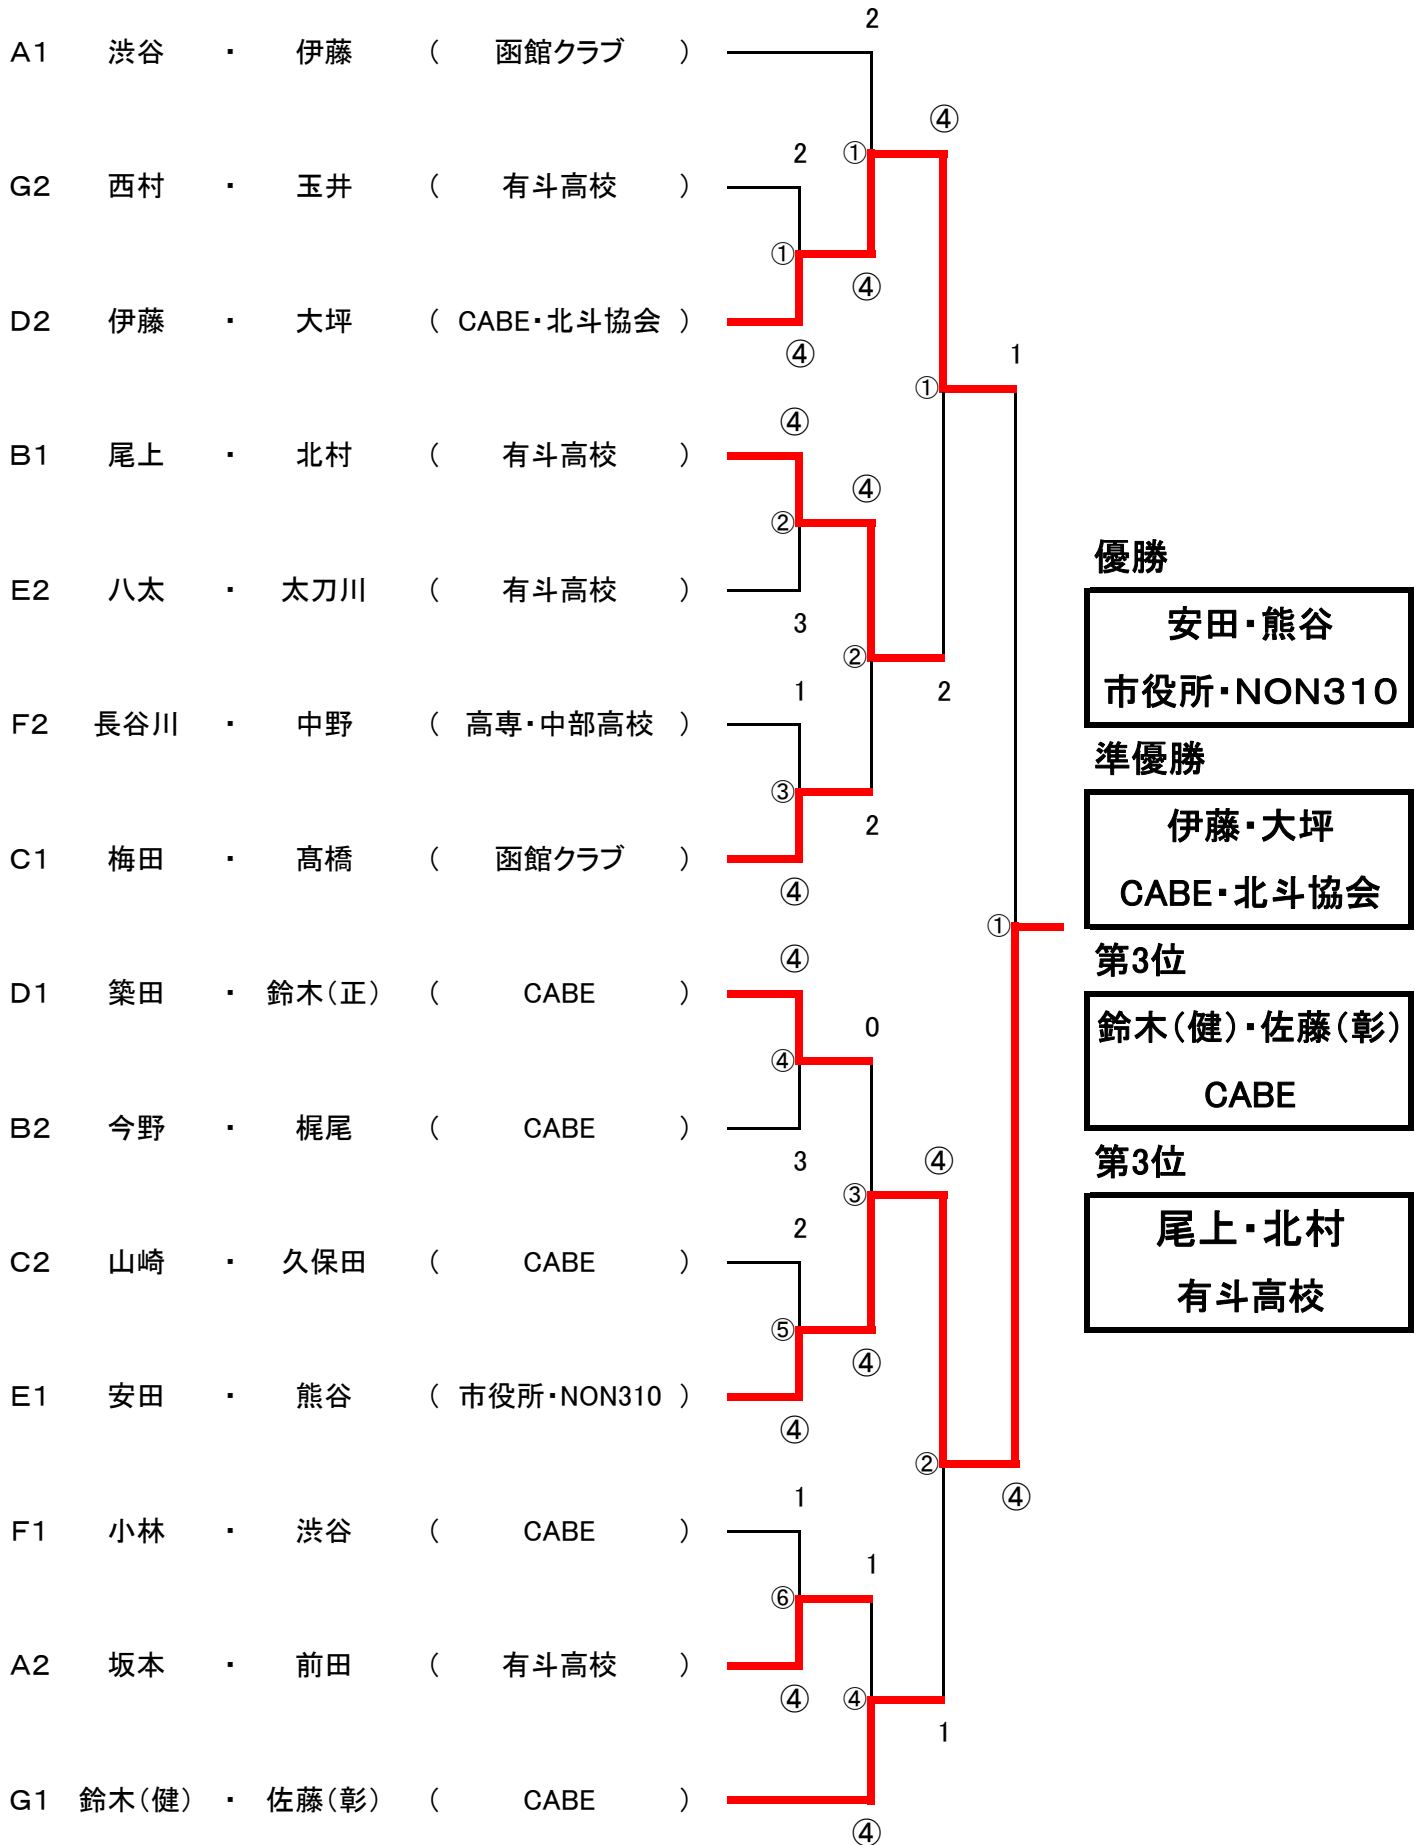 2
A1 渋谷 ・ 伊藤 ( 函館クラブ )
④
2 ①
G2 西村 ・ 玉井 ( 有斗高校 )
①
④
D2 伊藤 ・ 大坪 ( CABE・北斗協会 )
④ 1
①
④
B1 尾上 ・ 北村 ( 有斗高校 )
④
②
優勝
E2 八太 ・ 太刀川 ( 有斗高校 )
3
安田・熊谷
②
1 2
市役所・NON310
F2 長谷川 ・ 中野 ( 高専・中部高校 )
準優勝
③
2
伊藤・大坪
C1 梅田 ・ 髙橋 ( 函館クラブ )
④
CABE・北斗協会
①
④
第3位
D1 築田 ・ 鈴木(正) ( CABE )
0
鈴木(健)・佐藤(彰)
④
CABE
B2 今野 ・ 梶尾 ( CABE )
3 ④
第3位
③
2
尾上・北村
C2 山崎 ・ 久保田 ( CABE )
有斗高校
⑤
④
E1 安田 ・ 熊谷 ( 市役所・NON310 )
④
②
1 ④
F1 小林 ・ 渋谷 ( CABE )
1
⑥
A2 坂本 ・ 前田 ( 有斗高校 )
④ ④
1
G1 鈴木(健) ・ 佐藤(彰) ( CABE )
④